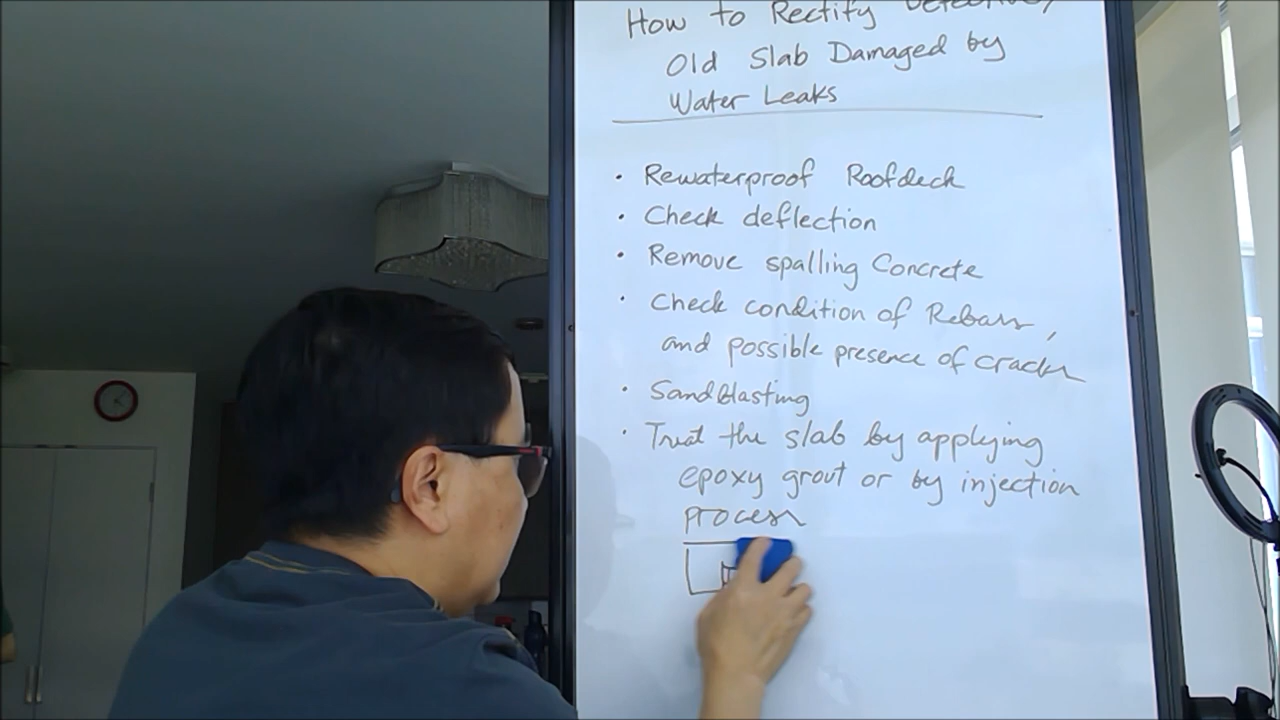 How to Rectify Defective/
Old Slab Damaged by
Water Leaks
• Rewaterproof Roofdeck
• Check deflection
• Remove spalling Concrete
• Check condition of Rebars,
and possible presence of cracks
• Sandblasting
• Treat the slab by applying
epoxy grout or by injection
process